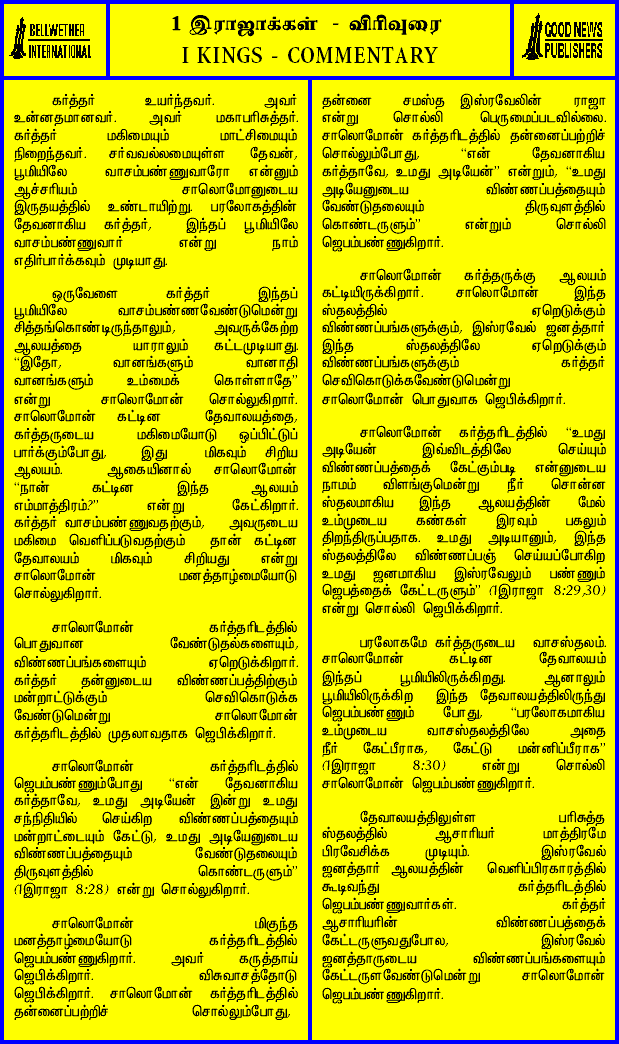 BELLWETHER
INTERNATIONAL
1 இராஜாக்கள் - விரிவுரை
I KINGS - COMMENTARY
GOOD NEWS
PUBLISHERS
கர்த்தர் உயர்ந்தவர். அவர்
உன்னதமானவர். அவர் மகாபரிசுத்தர்.
கர்த்தர் மகிமையும் மாட்சிமையும்
நிறைந்தவர். சர்வவல்லமையுள்ள தேவன்,
பூமியிலே வாசம்பண்ணுவாரோ என்னும்
ஆச்சரியம் சாலொமோனுடைய
இருதயத்தில் உண்டாயிற்று. பரலோகத்தின்
தேவனாகிய கர்த்தர், இந்தப் பூமியிலே
வாசம்பண்ணுவார் என்று நாம்
எதிர்பார்க்கவும் முடியாது.
ஒருவேளை கர்த்தர் இந்தப்
பூமியிலே வாசம்பண்ணவேண்டுமென்று
சித்தங்கொண்டிருந்தாலும், அவருக்கேற்ற
ஆலயத்தை யாராலும் கட்டமுடியாது.
“இதோ, வானங்களும் வானாதி
வானங்களும் உம்மைக் கொள்ளாதே”
என்று சாலொமோன் சொல்லுகிறார்.
சாலொமோன் கட்டின தேவாலயத்தை,
கர்த்தருடைய மகிமையோடு ஒப்பிட்டுப்
பார்க்கும்போது, இது மிகவும் சிறிய
ஆலயம். ஆகையினால் சாலொமோன்
“நான் கட்டின இந்த ஆலயம்
எம்மாத்திரம்?” என்று கேட்கிறார்.
கர்த்தர் வாசம்பண்ணுவதற்கும், அவருடைய
மகிமை வெளிப்படுவதற்கும் தான் கட்டின
தேவாலயம் மிகவும் சிறியது என்று
சாலொமோன் மனத்தாழ்மையோடு
சொல்லுகிறார்.
சாலொமோன் கர்த்தரிடத்தில்
பொதுவான வேண்டுதல்களையும்,
விண்ணப்பங்களையும் ஏறெடுக்கிறார்.
கர்த்தர் தன்னுடைய விண்ணப்பத்திற்கும்
மன்றாட்டுக்கும் செவிகொடுக்க
வேண்டுமென்று சாலொமோன்
கர்த்தரிடத்தில் முதலாவதாக ஜெபிக்கிறார்.
சாலொமோன் கர்த்தரிடத்தில்
ஜெபம்பண்ணும்போது “என் தேவனாகிய
கர்த்தாவே, உமது அடியேன் இன்று உமது
சந்நிதியில் செய்கிற விண்ணப்பத்தையும்
மன்றாட்டையும் கேட்டு, உமது அடியேனுடைய
விண்ணப்பத்தையும் வேண்டுதலையும்
திருவுளத்தில் கொண்டருளும்”
(1இராஜா 8:28) என்று சொல்லுகிறார்.
சாலொமோன் மிகுந்த
மனத்தாழ்மையோடு கர்த்தரிடத்தில்
ஜெபம்பண்ணுகிறார். அவர் கருத்தாய்
ஜெபிக்கிறார். விசுவாசத்தோடு
ஜெபிக்கிறார். சாலொமோன் கர்த்தரிடத்தில்
தன்னைப்பற்றிச் சொல்லும்போது,
தன்னை சமஸ்த இஸ்ரவேலின் ராஜா
என்று சொல்லி பெருமைப்படவில்லை.
சாலொமோன் கர்த்தரிடத்தில் தன்னைப்பற்றிச்
சொல்லும்போது, “என் தேவனாகிய
கர்த்தாவே, உமது அடியேன்” என்றும், “உமது
அடியேனுடைய விண்ணப்பத்தையும்
வேண்டுதலையும் திருவுளத்தில்
கொண்டருளும்” என்றும் சொல்லி
ஜெபம்பண்ணுகிறார்.
சாலொமோன் கர்த்தருக்கு ஆலயம்
கட்டியிருக்கிறார். சாலொமோன் இந்த
ஸ்தலத்தில் ஏறெடுக்கும்
விண்ணப்பங்களுக்கும், இஸ்ரவேல் ஜனத்தார்
இந்த ஸ்தலத்திலே ஏறெடுக்கும்
விண்ணப்பங்களுக்கும் கர்த்தர்
செவிகொடுக்கவேண்டுமென்று
சாலொமோன் பொதுவாக ஜெபிக்கிறார்.
சாலொமோன் கர்த்தரிடத்தில் “உமது
அடியேன் இவ்விடத்திலே செய்யும்
விண்ணப்பத்தைக் கேட்கும்படி என்னுடைய
நாமம் விளங்குமென்று நீர் சொன்ன
ஸ்தலமாகிய இந்த ஆலயத்தின் மேல்
உம்முடைய கண்கள் இரவும் பகலும்
திறந்திருப்பதாக. உமது அடியானும், இந்த
ஸ்தலத்திலே விண்ணப்பஞ் செய்யப்போகிற
உமது ஜனமாகிய இஸ்ரவேலும் பண்ணும்
ஜெபத்தைக் கேட்டருளும்” (1இராஜா 8:29,30)
என்று சொல்லி ஜெபிக்கிறார்.
பரலோகமே கர்த்தருடைய வாசஸ்தலம்.
சாலொமோன் கட்டின தேவாலயம்
இந்தப் பூமியிலிருக்கிறது. ஆனாலும்
பூமியிலிருக்கிற இந்த தேவாலயத்திலிருந்து
ஜெபம்பண்ணும் போது, “பரலோகமாகிய
உம்முடைய வாசஸ்தலத்திலே அதை
நீர் கேட்பீராக, கேட்டு மன்னிப்பீராக”
(1இராஜா 8:30) என்று சொல்லி
சாலொமோன் ஜெபம்பண்ணுகிறார்.
தேவாலயத்திலுள்ள பரிசுத்த
ஸ்தலத்தில் ஆசாரியர் மாத்திரமே
பிரவேசிக்க முடியும். இஸ்ரவேல்
ஜனத்தார் ஆலயத்தின் வெளிப்பிரகாரத்தில்
கூடிவந்து கர்த்தரிடத்தில்
ஜெபம்பண்ணுவார்கள். கர்த்தர்
ஆசாரியரின் விண்ணப்பத்தைக்
கேட்டருளுவதுபோல, இஸ்ரவேல்
ஜனத்தாருடைய விண்ணப்பங்களையும்
கேட்டருளவேண்டுமென்று சாலொமோன்
ஜெபம்பண்ணுகிறார்.